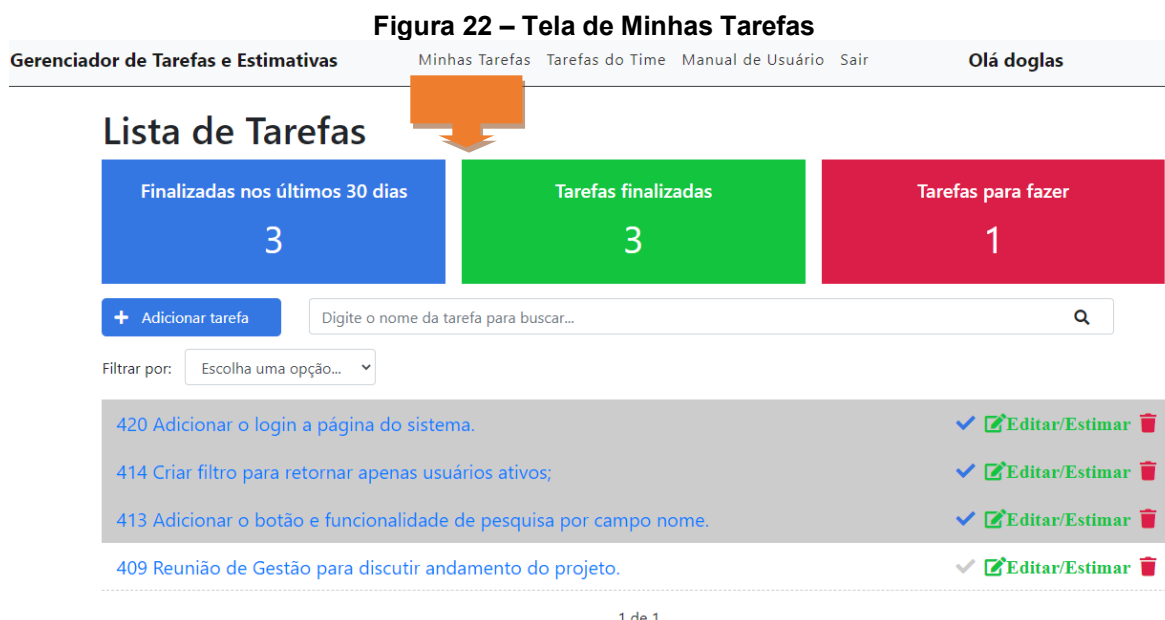 Figura 22 – Tela de Minhas Tarefas
Gerenciador de Tarefas e Estimativas Minhas Tarefas Tarefas do Time Manual de Usuário Sair Olá doglas
Lista de Tarefas
Finalizadas nos últimos 30 dias Tarefas finalizadas Tarefas para fazer
3 3 1
Adicionar tarefa Digite o nome da tarefa para buscar...
Filtrar por: Escolha uma opção...
420 Adicionar o login a página do sistema. Editar/Estimar
414 Criar filtro para retornar apenas usuários ativos; Editar/Estimar
413 Adicionar o botão e funcionalidade de pesquisa por campo nome. Editar/Estimar
409 Reunião de Gestão para discutir andamento do projeto. Editar/Estimar
1 de 1